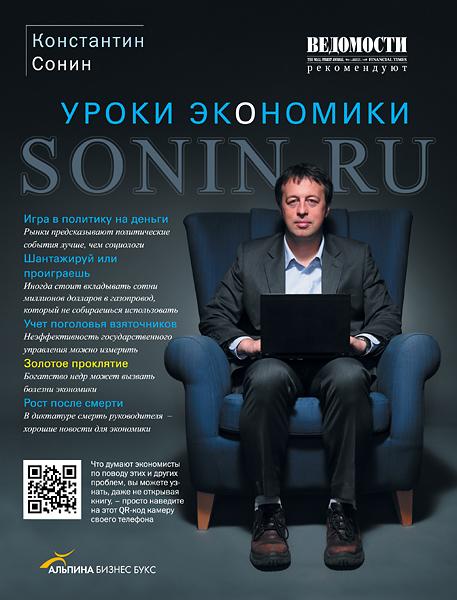 Константин
Сонин
ВЕДОМОСТИ
рекомендуют
УРОКИ ЭКОНОМИКИ
SONIN.RU
Игра в политику на деньги
Рынки предсказывают политические
события лучше, чем социологи
Шантажируй или
проиграешь
Иногда стоит вкладывать сотни
миллионов долларов в газопровод,
который не собираешься использовать
Учет поголовья взяточников
Неэффективность государственного
управления можно измерить
Золотое проклятие
Богатство недр может вызвать
болезни экономики
Рост после смерти
В диктатуре смерть руководителя –
хорошие новости для экономики
Что думают экономисты
по поводу этих и других
проблем, вы можете уз-
нать, даже не открывая
книгу, – просто наведите
на этот QR-код камеру
своего телефона
АЛЬПИНА БИЗНЕС БУКС